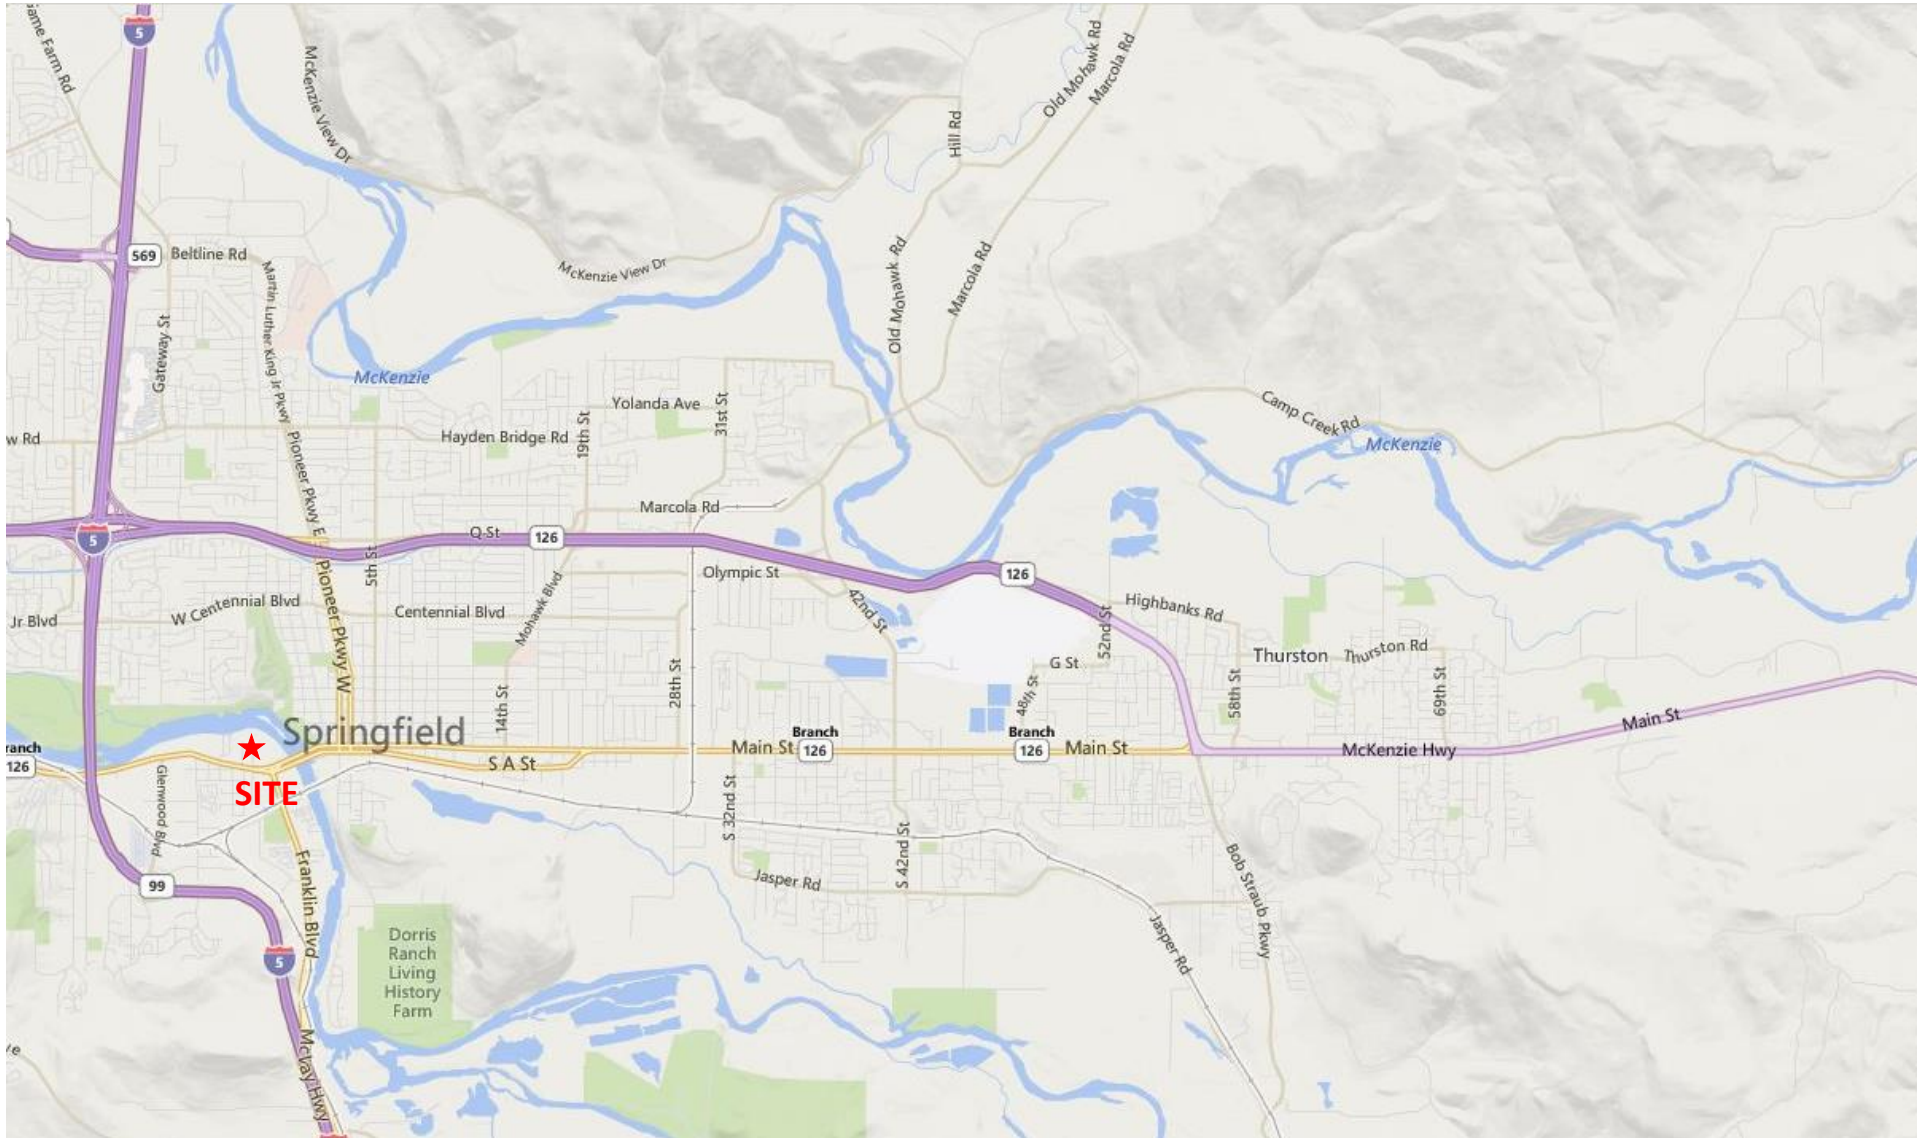 Game Farm Rd
5
McKenzie View Dr
Old Mohawk Rd
Marcola Rd
Hill Rd
569
Beltline Rd
McKenzie View Dr
Old Mohawk Rd
Marcola Rd
Martin Luther King Jr Pkwy
Gateway St
McKenzie
Yolanda Ave
31st St
19th St
Camp Creek Rd
McKenzie
w Rd
Hayden Bridge Rd
Pioneer Pkwy E
Marcola Rd
5
Q St
126
5th St
Olympic St
126
Pioneer Pkwy W
W Centennial Blvd
Centennial Blvd
Mohawk Blvd
42nd St
Highbanks Rd
52nd St
Jr Blvd
Thurston
Thurston Rd
G St
28th St
14th St
48th St
58th St
69th St
Springfield
Main St
Branch
126
Branch
126
Main St
McKenzie Hwy
Main St
ranch
126
S A St
SITE
Glenwood Blvd
S 32nd St
S 42nd St
Jasper Rd
99
Franklin Blvd
Bob Straub Pkwy
Jasper Rd
5
Dorris
Ranch
Living
History
Farm
McVay Hwy